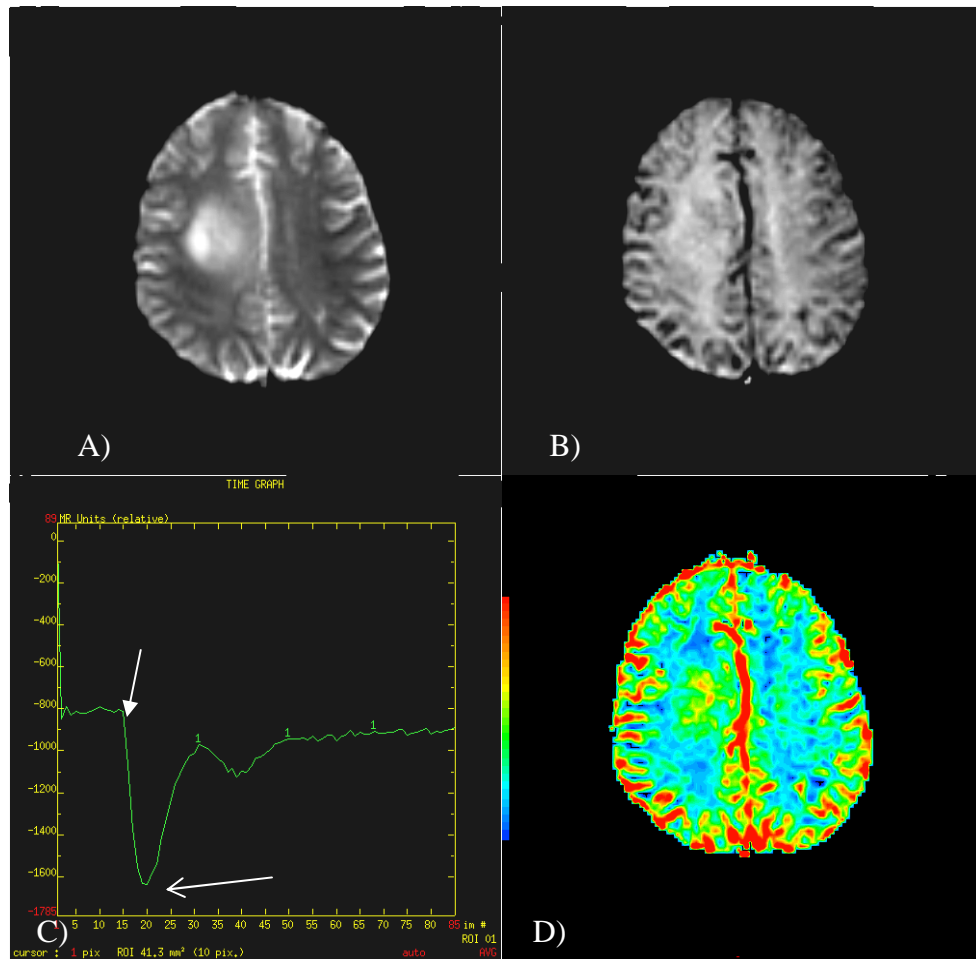 A)
B)
TIME GRAPH
89 MR Units (relative)
0
-200
-400
-600
-800
-1000
-1200
-1400
-1600
-1785
1
1
1
5 10 15 20 25 30 35 40 45 50 55 60 65 70 75 80 85 im #
ROI 01
cursor : 1 pix ROI 41.3 mm² (10 pix.) auto AVG
C)
D)